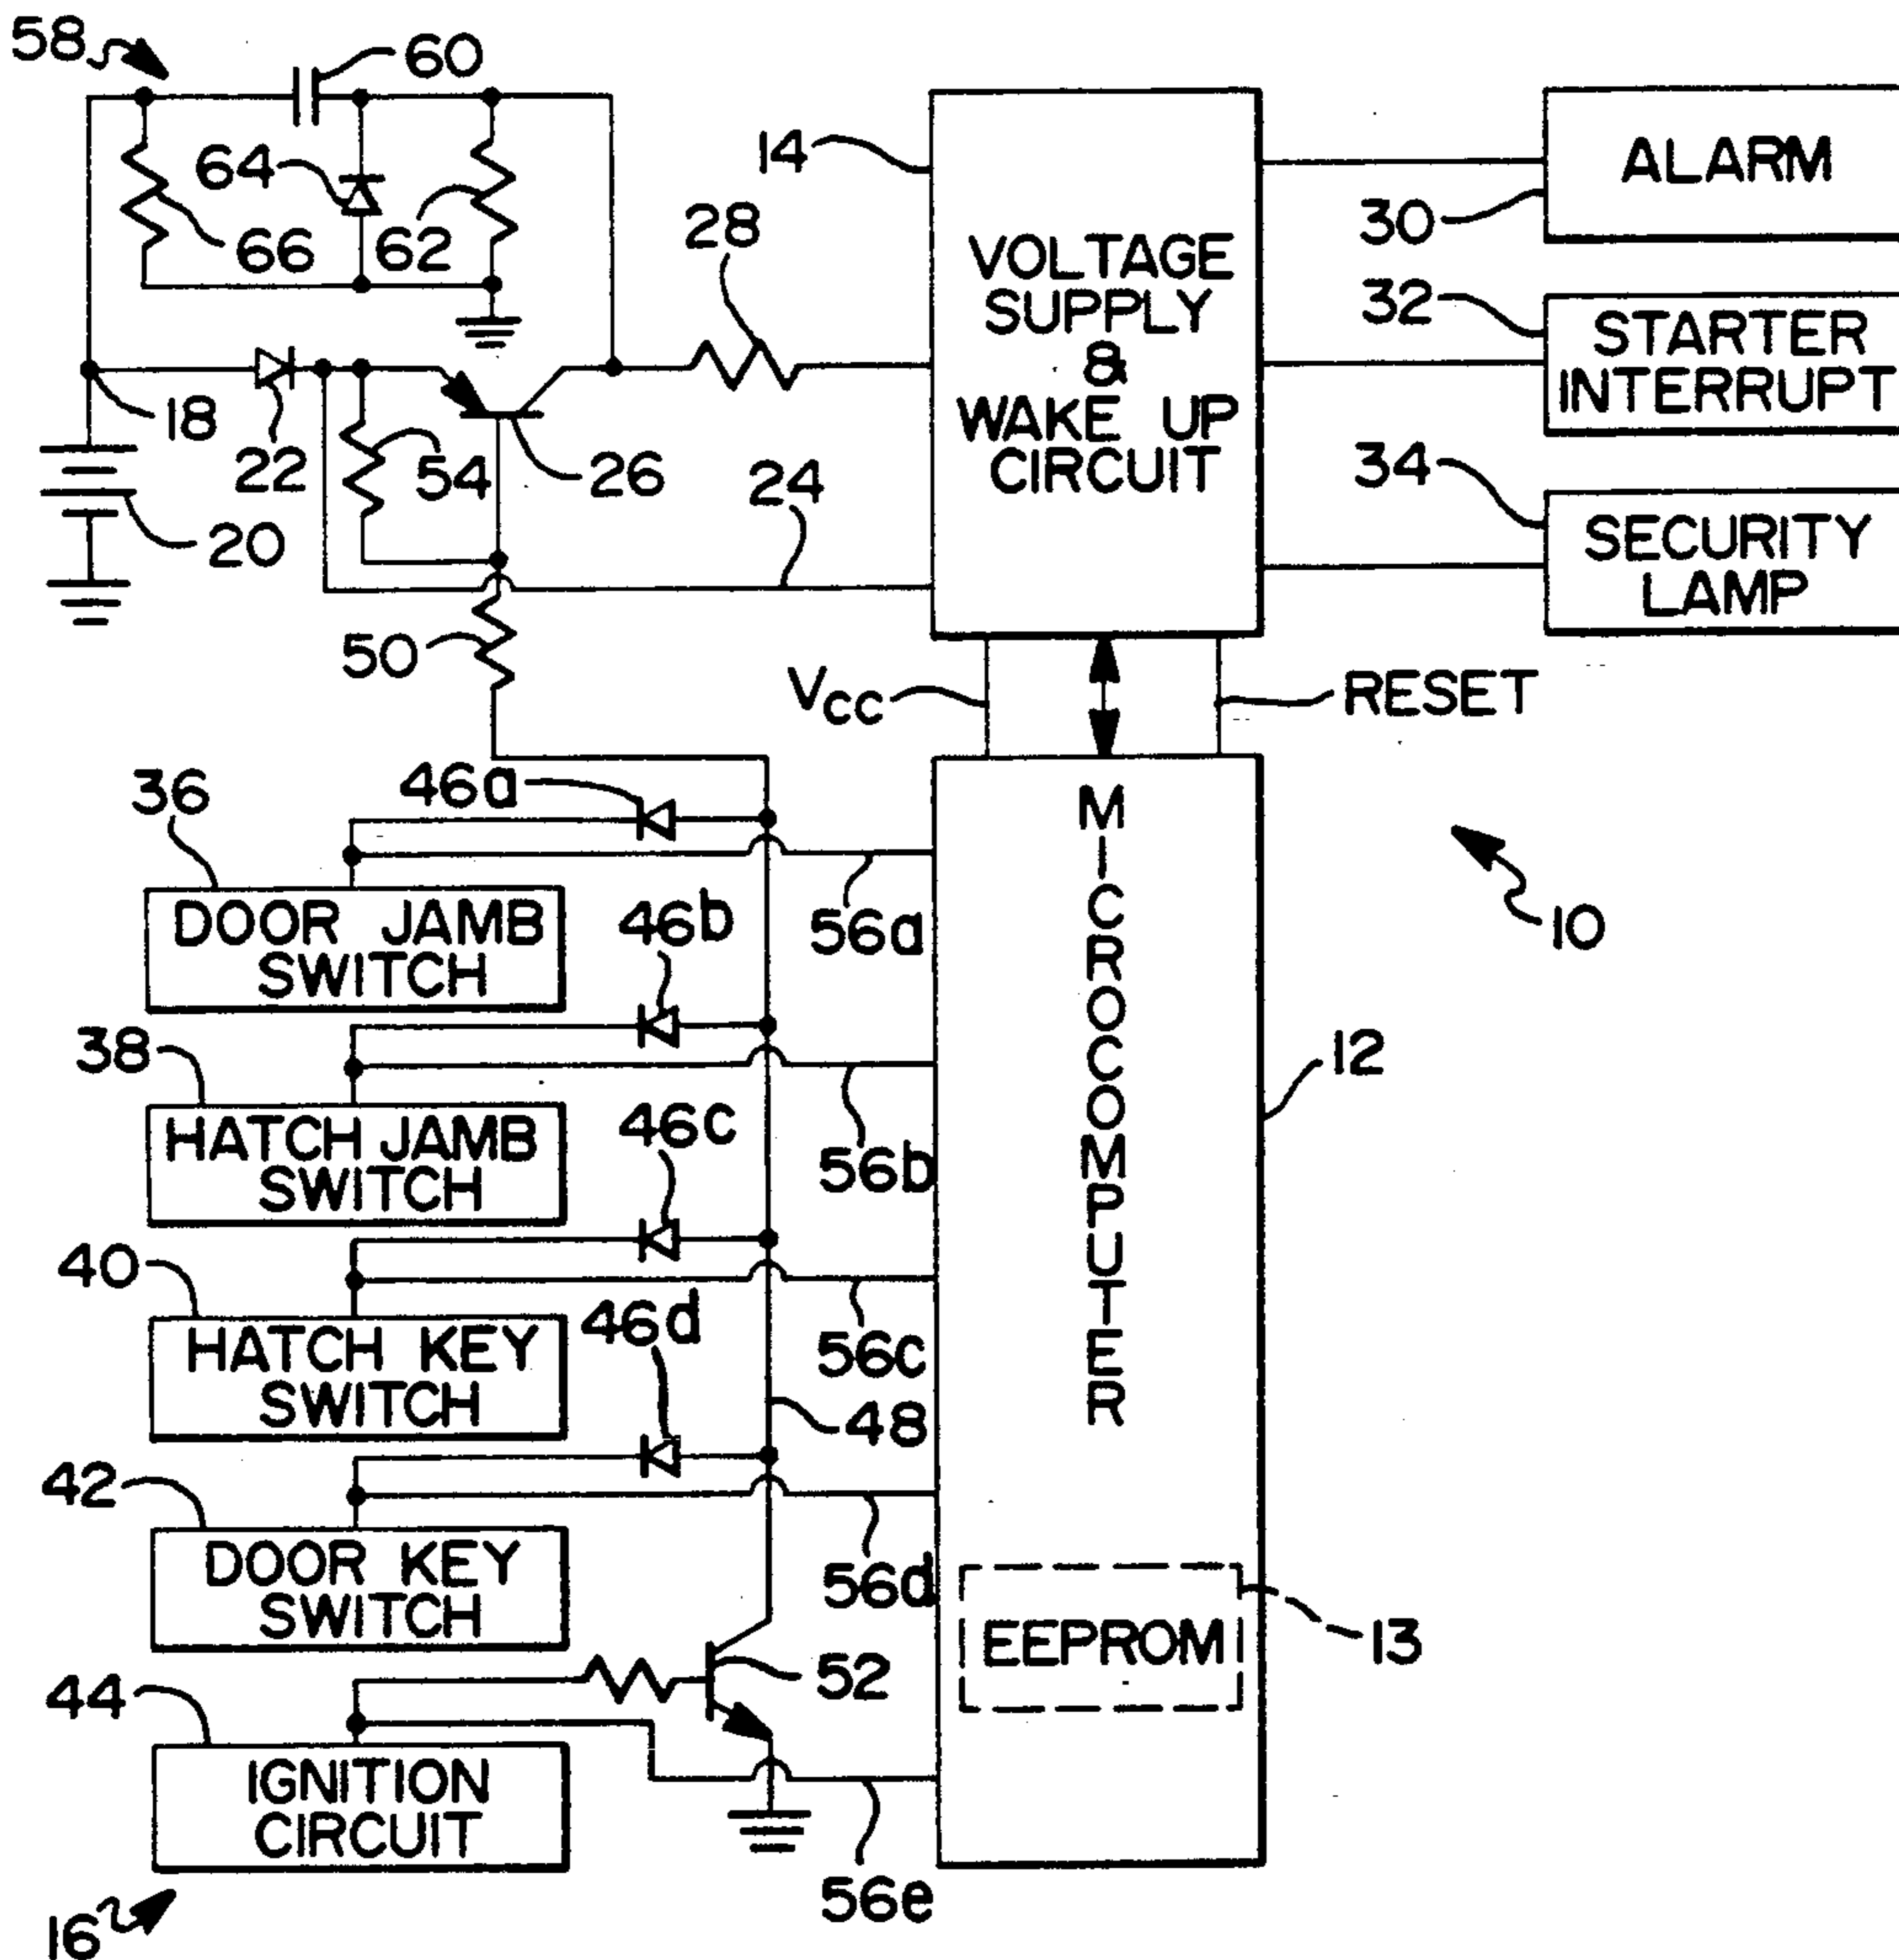 58
60
14
ALARM
64
30
66
62
28
VOLTAGE
SUPPLY
&
WAKE UP
CIRCUIT
32
STARTER
INTERRUPT
18
22
54
26
24
34
SECURITY
LAMP
20
50
VCC
RESET
36
46a
MICROCOMPUTER
10
DOOR JAMB
SWITCH
46b
56a
38
12
HATCH JAMB
SWITCH
46c
56b
40
46d
HATCH KEY
SWITCH
56c
48
42
DOOR KEY
SWITCH
56d
EEPROM
13
44
52
IGNITION
CIRCUIT
56e
16